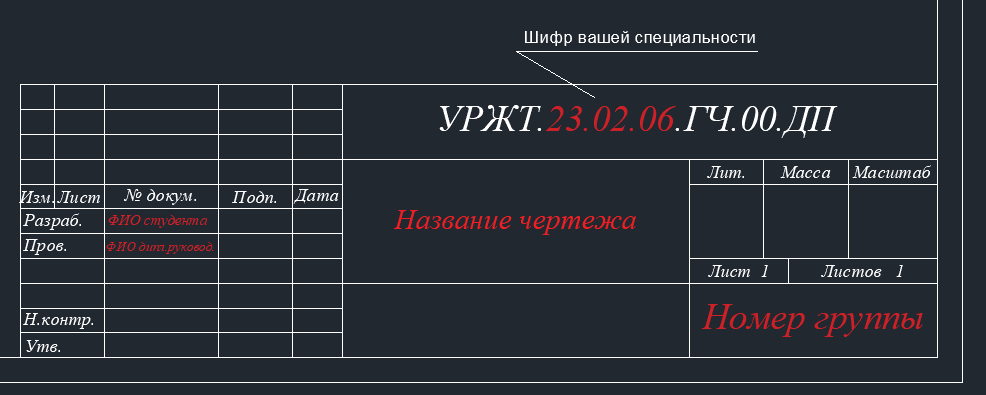 Шифр вашей специальности
УРЖТ.23.02.06.ГЧ.00.ДП
Лит. Масса Масштаб
Изм. Лист № докум. Подп. Дата
Разраб. ФИО студента
Название чертежа
Пров. ФИО дипл.руковод.
Лист 1 Листов 1
Н.контр.
Номер группы
Утв.